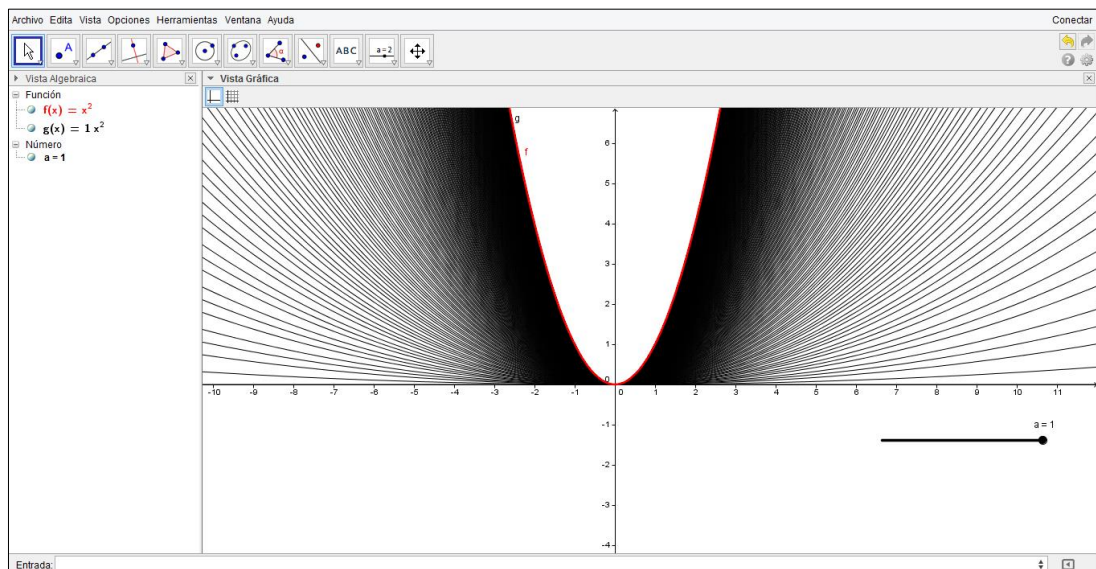 Archivo Edita Vista Opciones Herramientas Ventana Ayuda Conectar
A α ABC a=2
Vista Algebraica
Vista Gráfica
Función
f(x) = x²
g(x) = 1 x²
Número
a = 1
g
f
6
5
4
3
2
1
0
-10 -9 -8 -7 -6 -5 -4 -3 -2 -1 0 1 2 3 4 5 6 7 8 9 10 11
-1
a = 1
-2
-3
-4
Entrada: